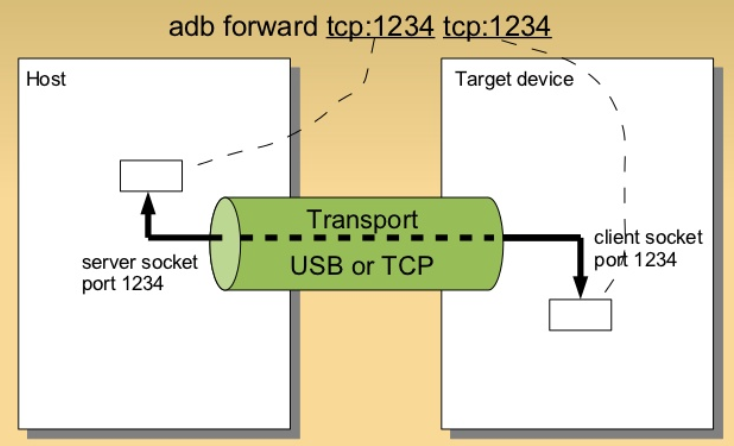 adb forward tcp:1234 tcp:1234
Host
Target device
Transport
USB or TCP
server socket
port 1234
client socket
port 1234